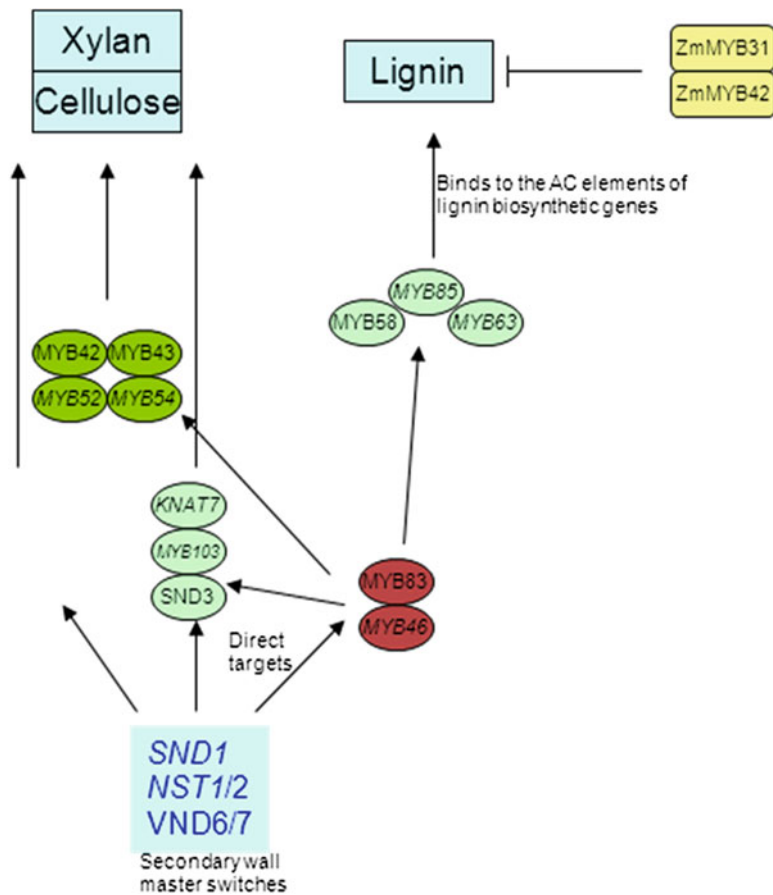 Xylan
Cellulose
Lignin
ZmMYB31
ZmMYB42
Binds to the AC elements of
lignin biosynthetic genes
MYB85
MYB58
MYB63
MYB42
MYB43
MYB52
MYB54
KNAT7
MYB103
SND3
MYB83
MYB46
Direct
targets
SND1
NST1/2
VND6/7
Secondary wall
master switches